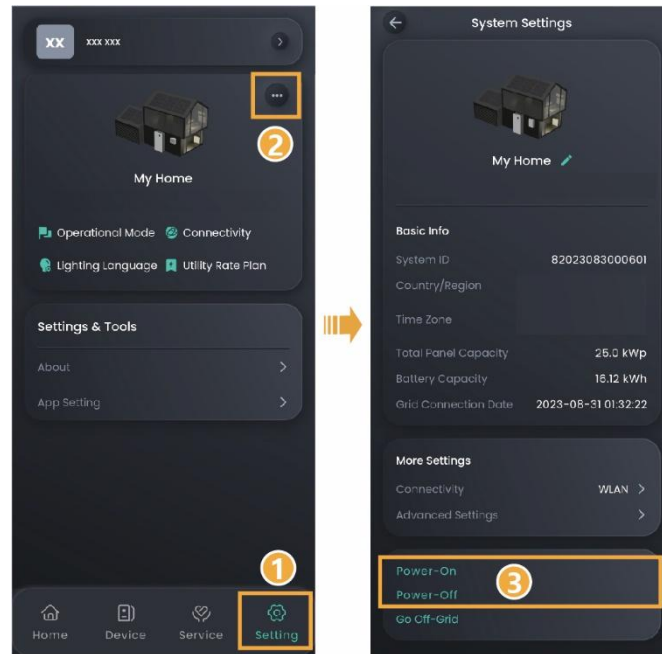 XX xxx xxx
...
2
My Home
Operational Mode Connectivity
Lighting Language Utility Rate Plan
Settings & Tools
About
App Setting
1
Home Device Service Setting
System Settings
My Home
Basic Info
System ID 82023083000601
Country/Region
Time Zone
Total Panel Capacity 25.0 kWp
Battery Capacity 16.12 kWh
Grid Connection Date 2023-08-31 01:32:22
More Settings
Connectivity WLAN
Advanced Settings
Power-On
3
Power-Off
Go Off-Grid